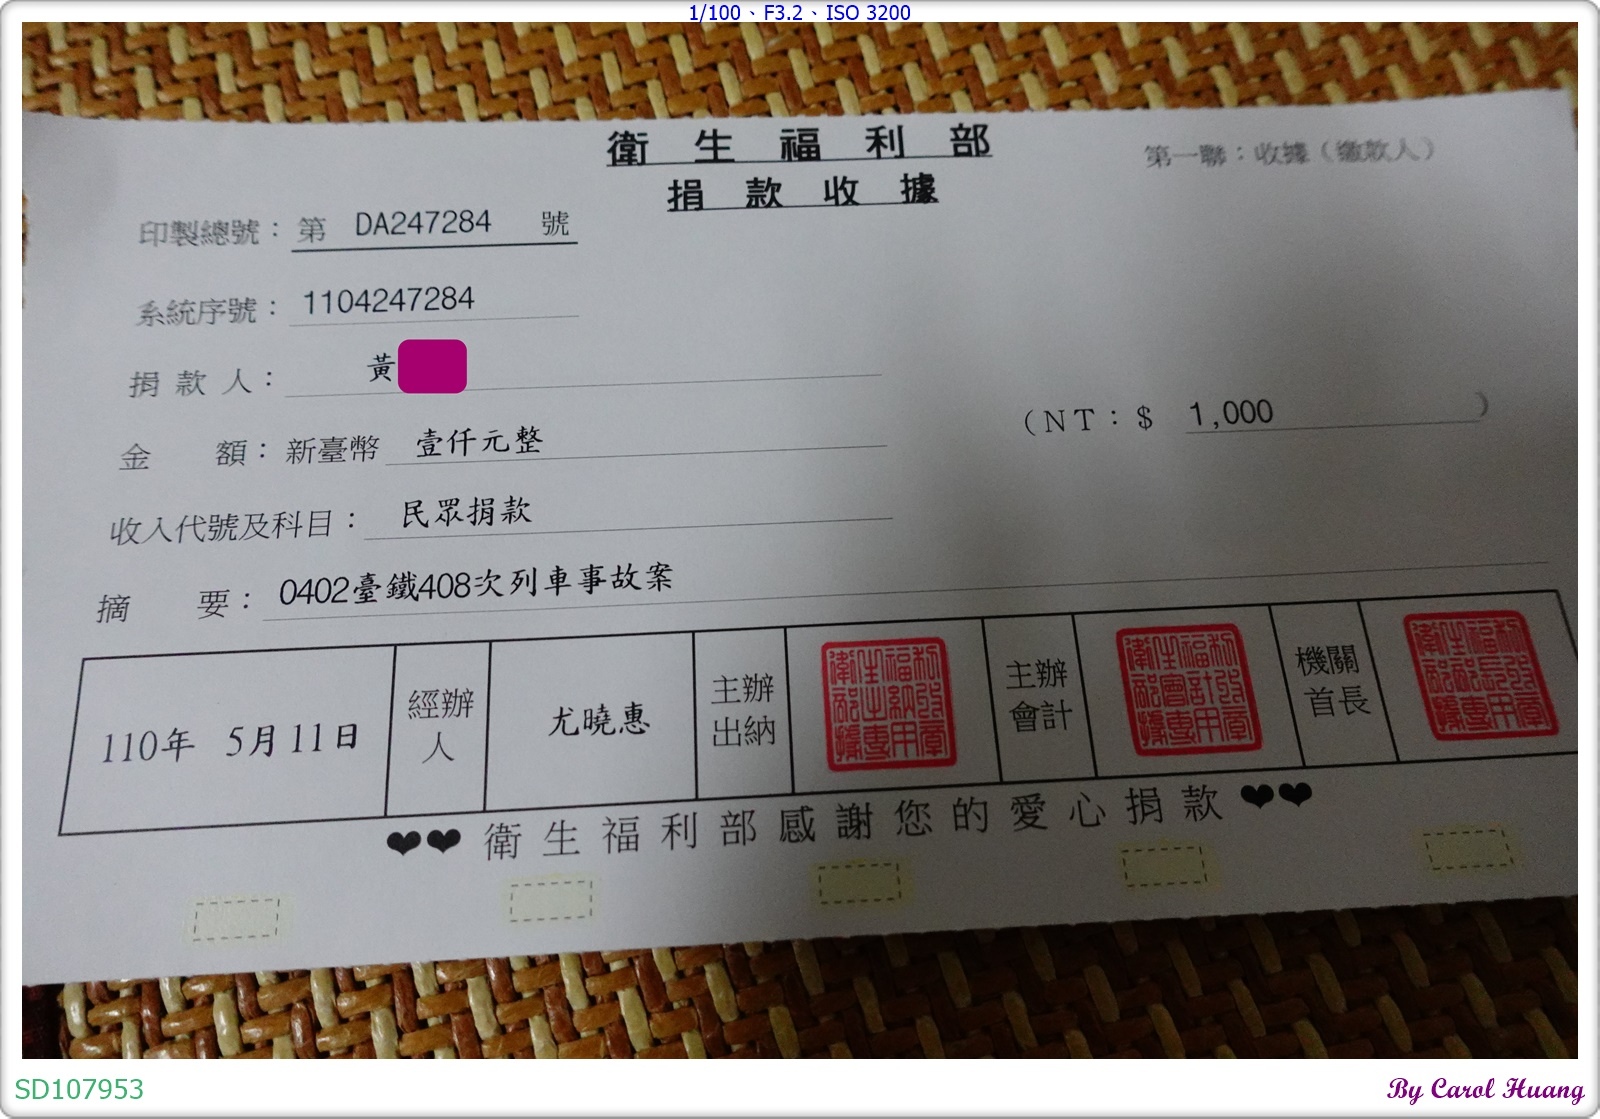 1/100、F3.2、ISO 3200
衛生福利部
捐款收據
第一聯：收據（繳款人）
印製總號：第 DA247284 號
系統序號：1104247284
捐款人：黃
金額：新臺幣 壹仟元整 （NT：$ 1,000）
收入代號及科目：民眾捐款
摘要：0402臺鐵408次列車事故案
110年 5月11日
經辦人
尤曉惠
主辦出納
主辦會計
機關首長
❤❤衛生福利部感謝您的愛心捐款❤❤
SD107953
By Carol Huang